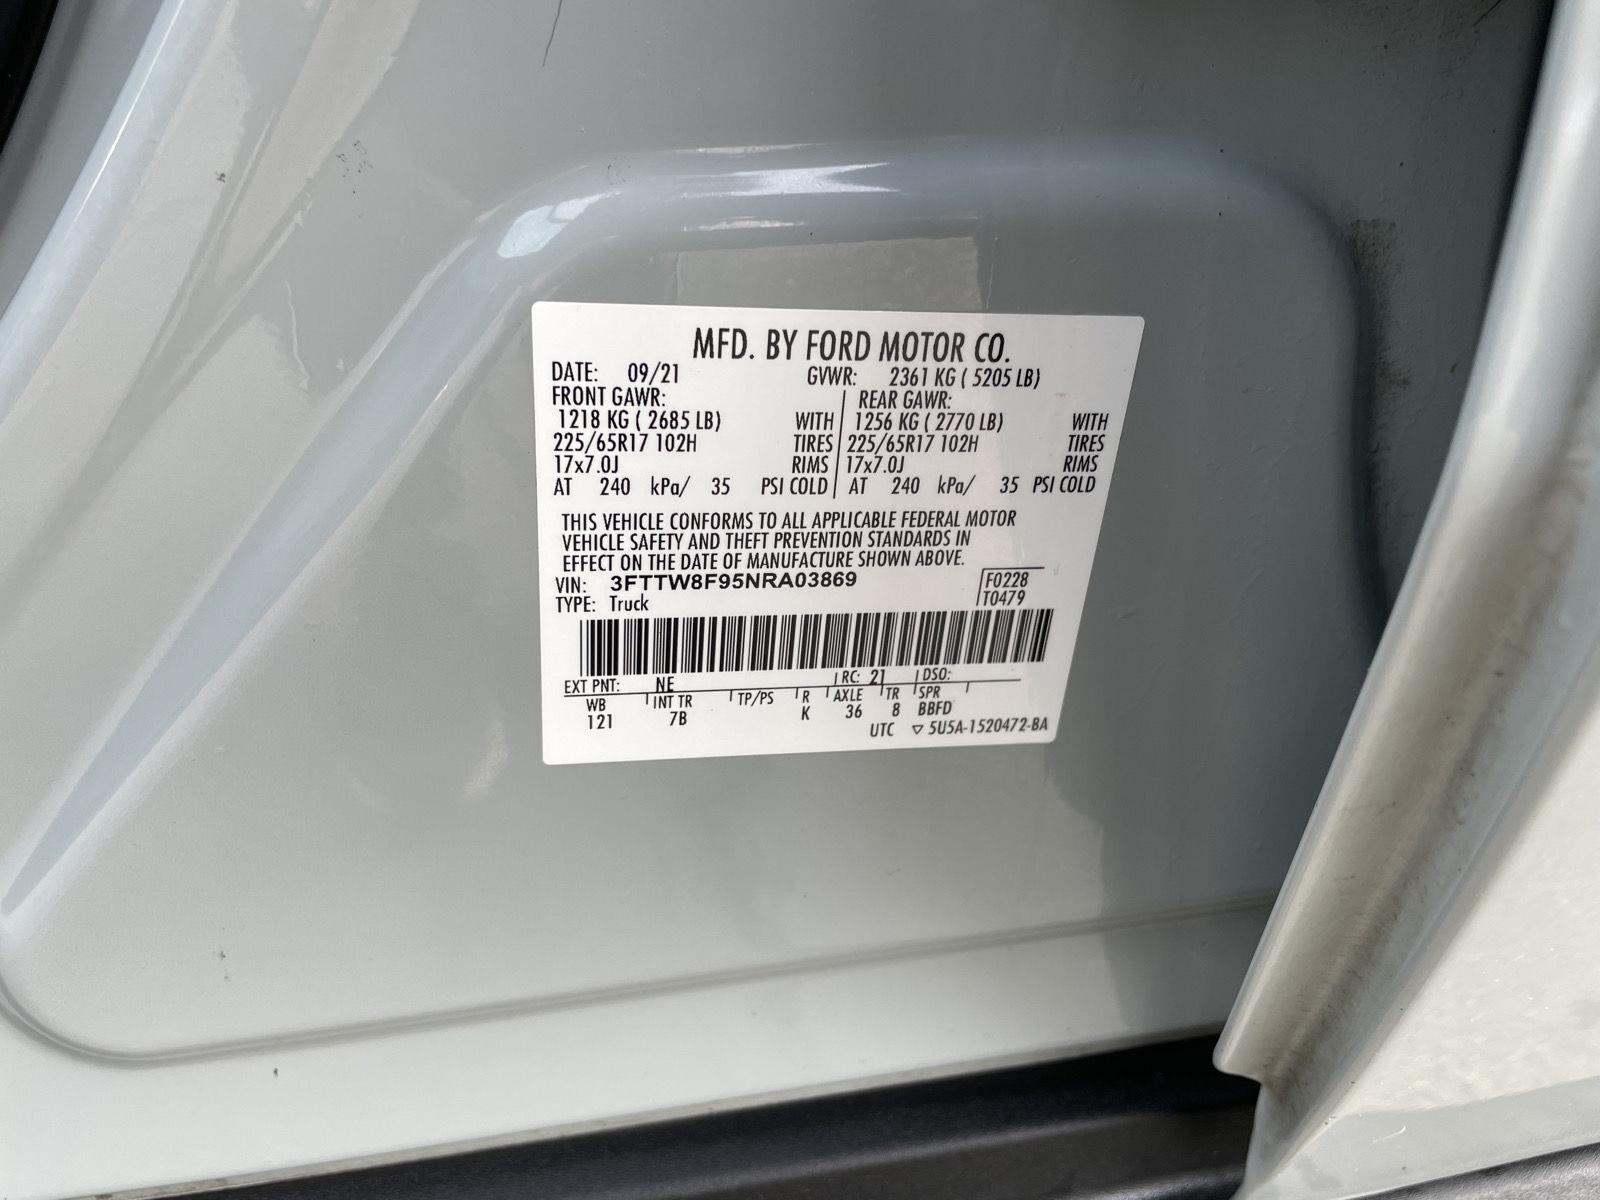 MFD. BY FORD MOTOR CO.
DATE: 09/21 GVWR: 2361 KG ( 5205 LB)
FRONT GAWR: REAR GAWR:
1218 KG ( 2685 LB) WITH 1256 KG ( 2770 LB) WITH
225/65R17 102H TIRES 225/65R17 102H TIRES
17x7.0J RIMS 17x7.0J RIMS
AT 240 kPa/ 35 PSI COLD AT 240 kPa/ 35 PSI COLD
THIS VEHICLE CONFORMS TO ALL APPLICABLE FEDERAL MOTOR
VEHICLE SAFETY AND THEFT PREVENTION STANDARDS IN
EFFECT ON THE DATE OF MANUFACTURE SHOWN ABOVE.
VIN: 3FTTW8F95NRA03869 F0228
TYPE: Truck T0479
EXT PNT: NE RC: 21 DSO:
WB INT TR TP/PS R AXLE TR SPR
121 7B K 36 8 BBFD
UTC ▽ 5U5A-1520472-BA